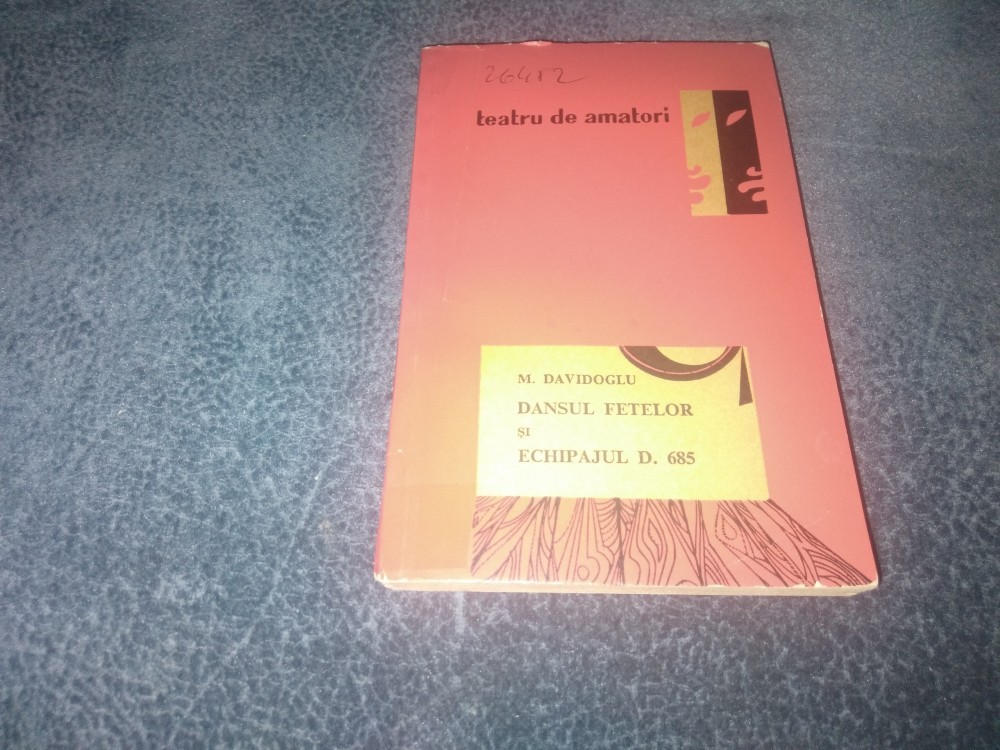 26412
teatru de amatori
M. DAVIDOGLU
DANSUL FETELOR
ȘI
ECHIPAJUL D. 685